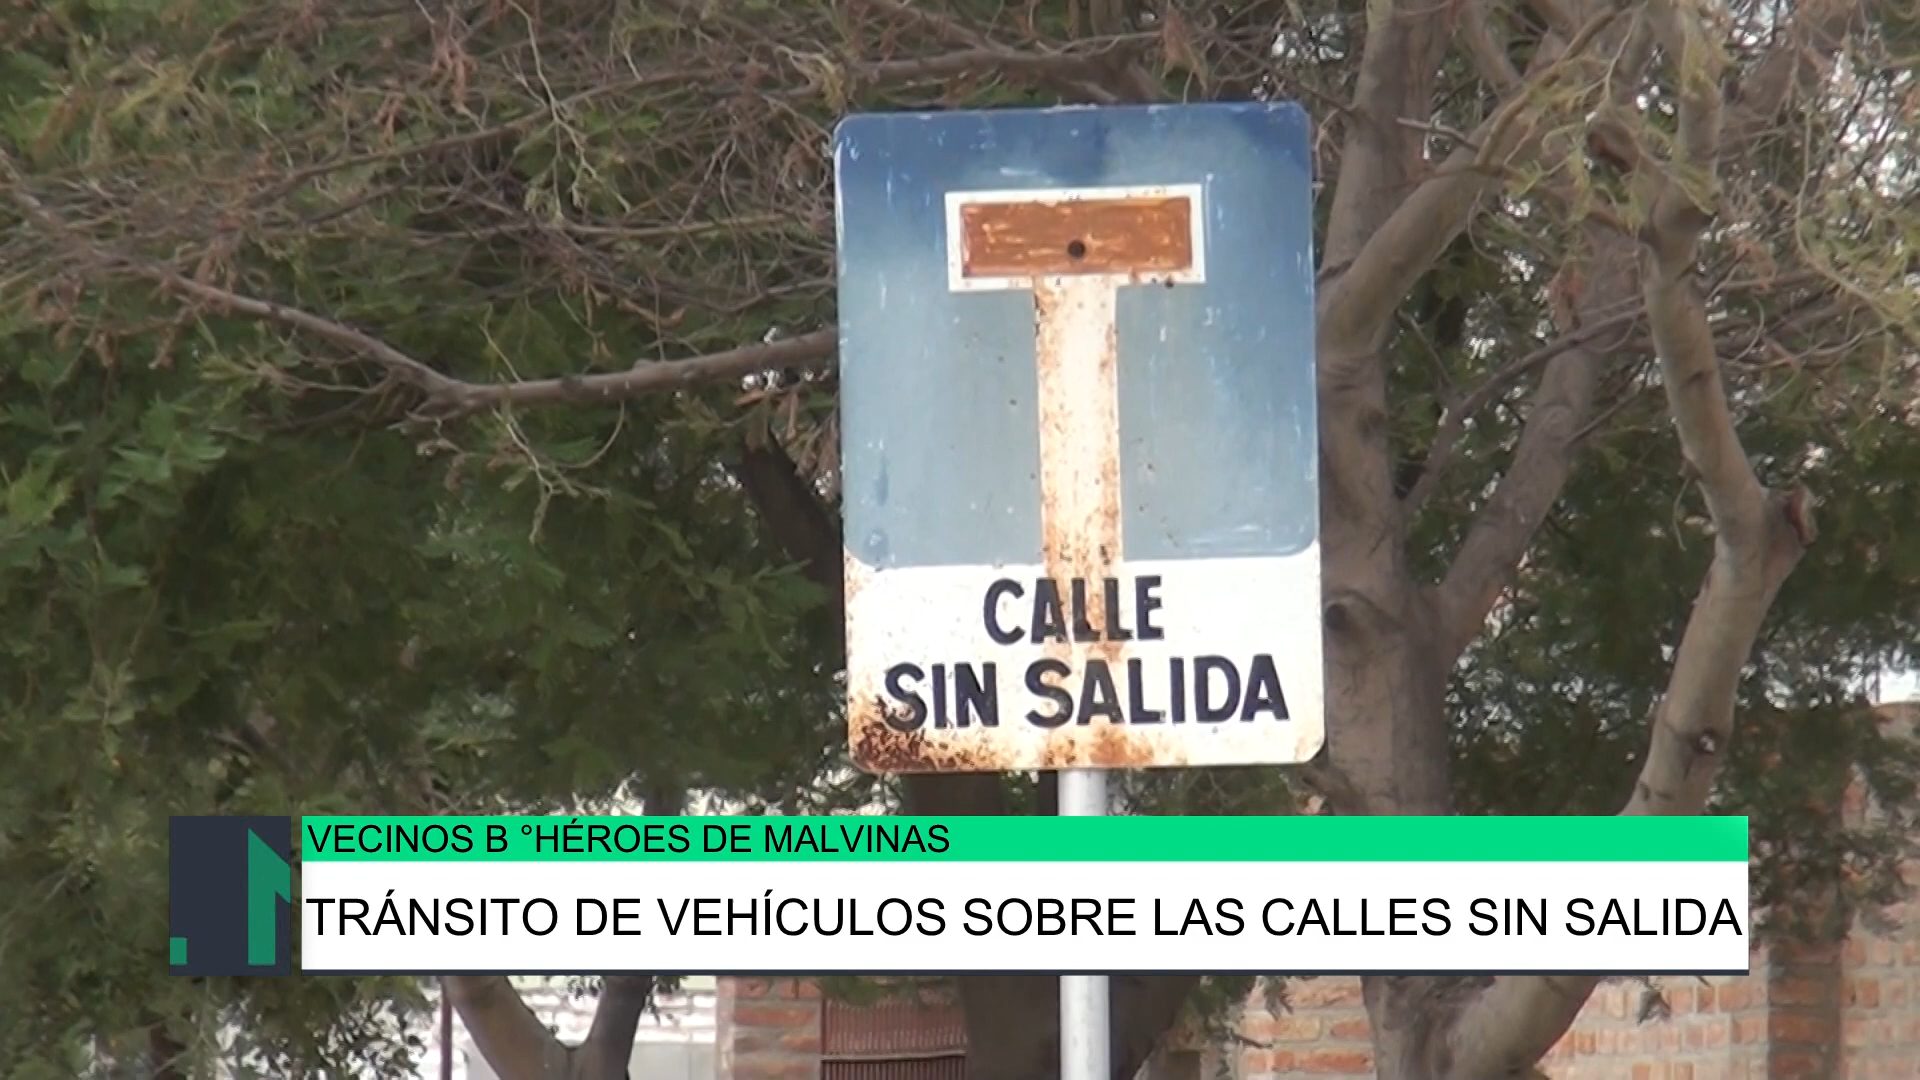 CALLE
SIN SALIDA
VECINOS B °HÉROES DE MALVINAS
TRÁNSITO DE VEHÍCULOS SOBRE LAS CALLES SIN SALIDA